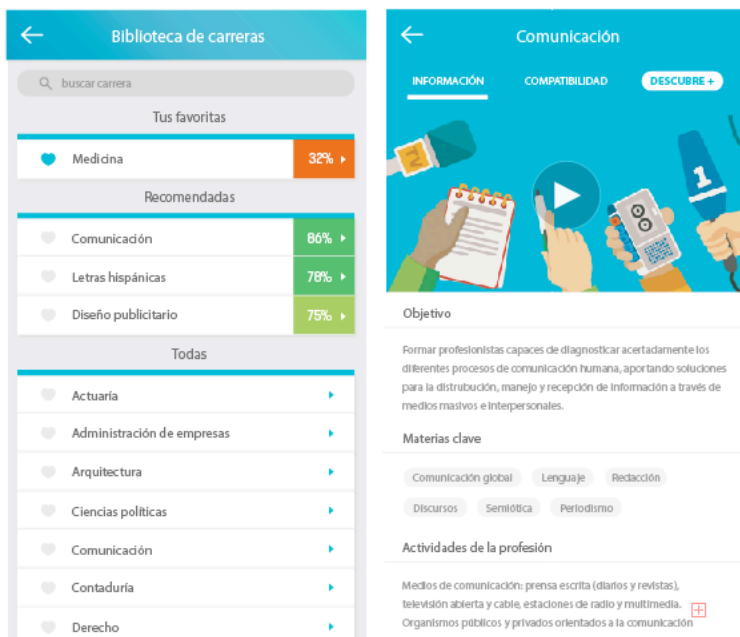 Biblioteca de carreras
buscar carrera
Tus favoritas
Medicina 32%
Recomendadas
Comunicación 86%
Letras hispánicas 78%
Diseño publicitario 75%
Todas
Actuaría
Administración de empresas
Arquitectura
Ciencias políticas
Comunicación
Contaduría
Derecho
Comunicación
INFORMACIÓN COMPATIBILIDAD DESCUBRE +
TV
1
Objetivo
Formar profesionistas capaces de diagnosticar acertadamente los
diferentes procesos de comunicación humana, aportando soluciones
para la distrubución, manejo y recepción de información a través de
medios masivos e interpersonales.
Materias clave
Comunicación global Lenguaje Redacción
Discursos Semiótica Periodismo
Actividades de la profesión
Medios de comunicación: prensa escrita (diarios y revistas),
televisión abierta y cable, estaciones de radio y multimedia.
Organismos públicos y privados orientados a la comunicación